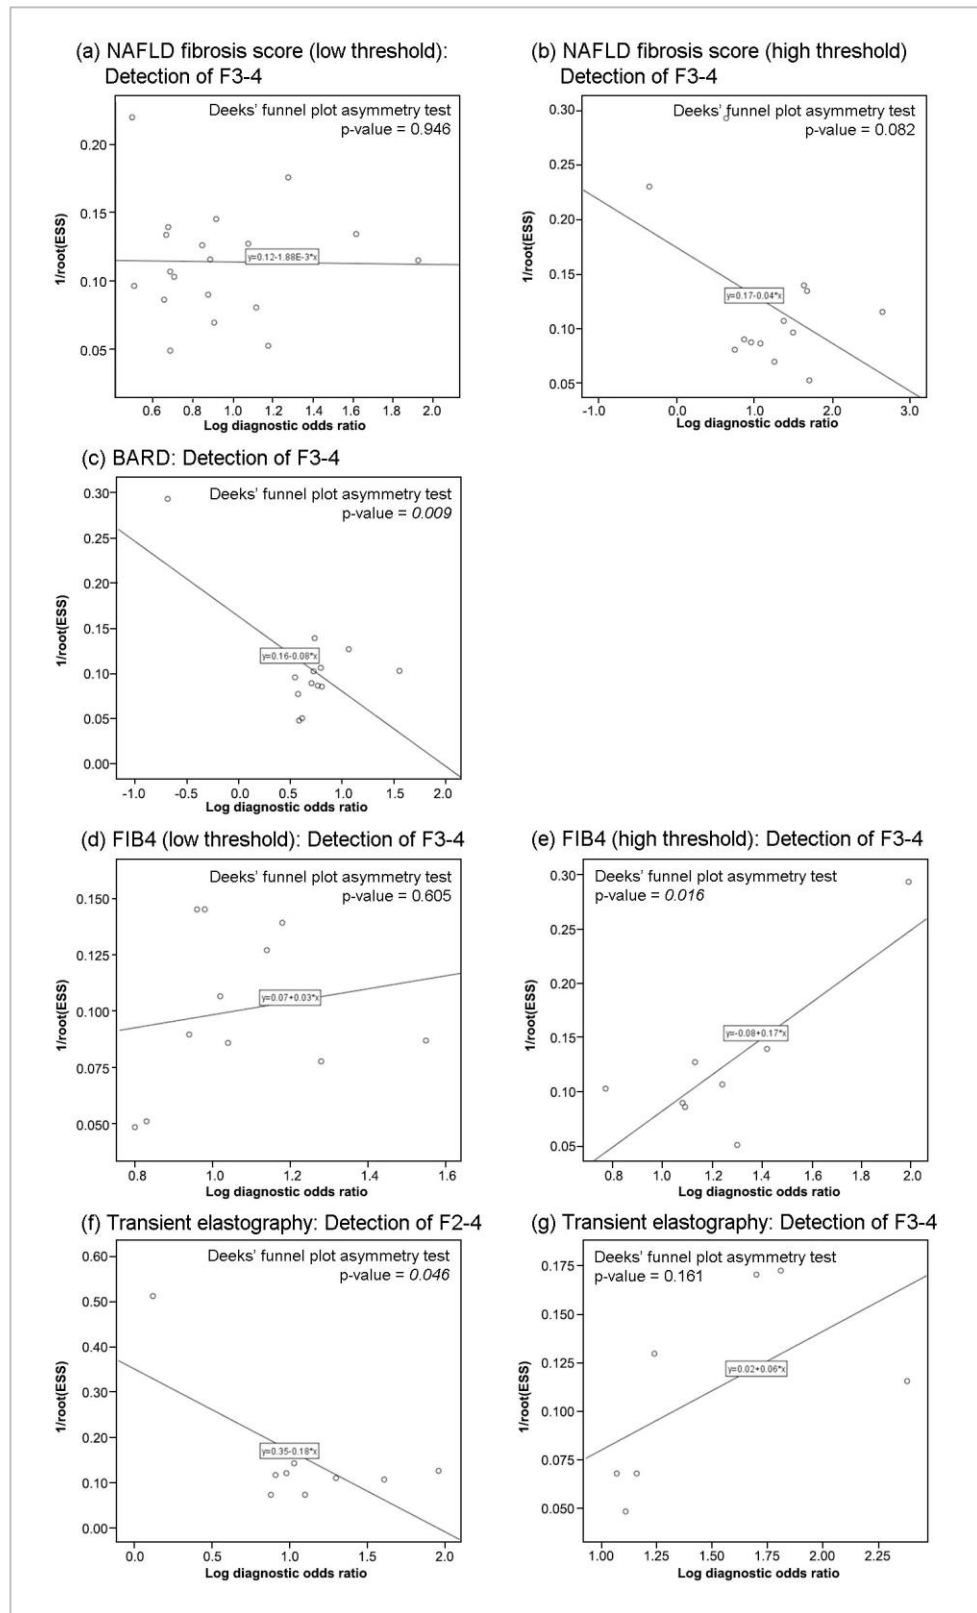 (a) NAFLD fibrosis score (low threshold):
Detection of F3-4
Deeks' funnel plot asymmetry test
p-value = 0.946
1/root(ESS)
0.20
0.15
0.10
0.05
y=0.12-1.88E-3*x
0.6 0.8 1.0 1.2 1.4 1.6 1.8 2.0
Log diagnostic odds ratio
(b) NAFLD fibrosis score (high threshold)
Detection of F3-4
Deeks' funnel plot asymmetry test
p-value = 0.082
1/root(ESS)
0.30
0.25
0.20
0.15
0.10
0.05
y=0.17-0.04*x
-1.0 0.0 1.0 2.0 3.0
Log diagnostic odds ratio
(c) BARD: Detection of F3-4
Deeks' funnel plot asymmetry test
p-value = 0.009
1/root(ESS)
0.30
0.25
0.20
0.15
0.10
0.05
0.00
y=0.16-0.08*x
-1.0 -0.5 0.0 0.5 1.0 1.5 2.0
Log diagnostic odds ratio
(d) FIB4 (low threshold): Detection of F3-4
Deeks' funnel plot asymmetry test
p-value = 0.605
1/root(ESS)
0.150
0.125
0.100
0.075
0.050
y=0.07+0.03*x
0.8 1.0 1.2 1.4 1.6
Log diagnostic odds ratio
(e) FIB4 (high threshold): Detection of F3-4
Deeks' funnel plot asymmetry test
p-value = 0.016
1/root(ESS)
0.30
0.25
0.20
0.15
0.10
0.05
y=-0.08+0.17*x
0.8 1.0 1.2 1.4 1.6 1.8 2.0
Log diagnostic odds ratio
(f) Transient elastography: Detection of F2-4
Deeks' funnel plot asymmetry test
p-value = 0.046
1/root(ESS)
0.60
0.50
0.40
0.30
0.20
0.10
0.00
y=0.35-0.18*x
0.0 0.5 1.0 1.5 2.0
Log diagnostic odds ratio
(g) Transient elastography: Detection of F3-4
Deeks' funnel plot asymmetry test
p-value = 0.161
1/root(ESS)
0.175
0.150
0.125
0.100
0.075
0.050
y=0.02+0.06*x
1.00 1.25 1.50 1.75 2.00 2.25
Log diagnostic odds ratio